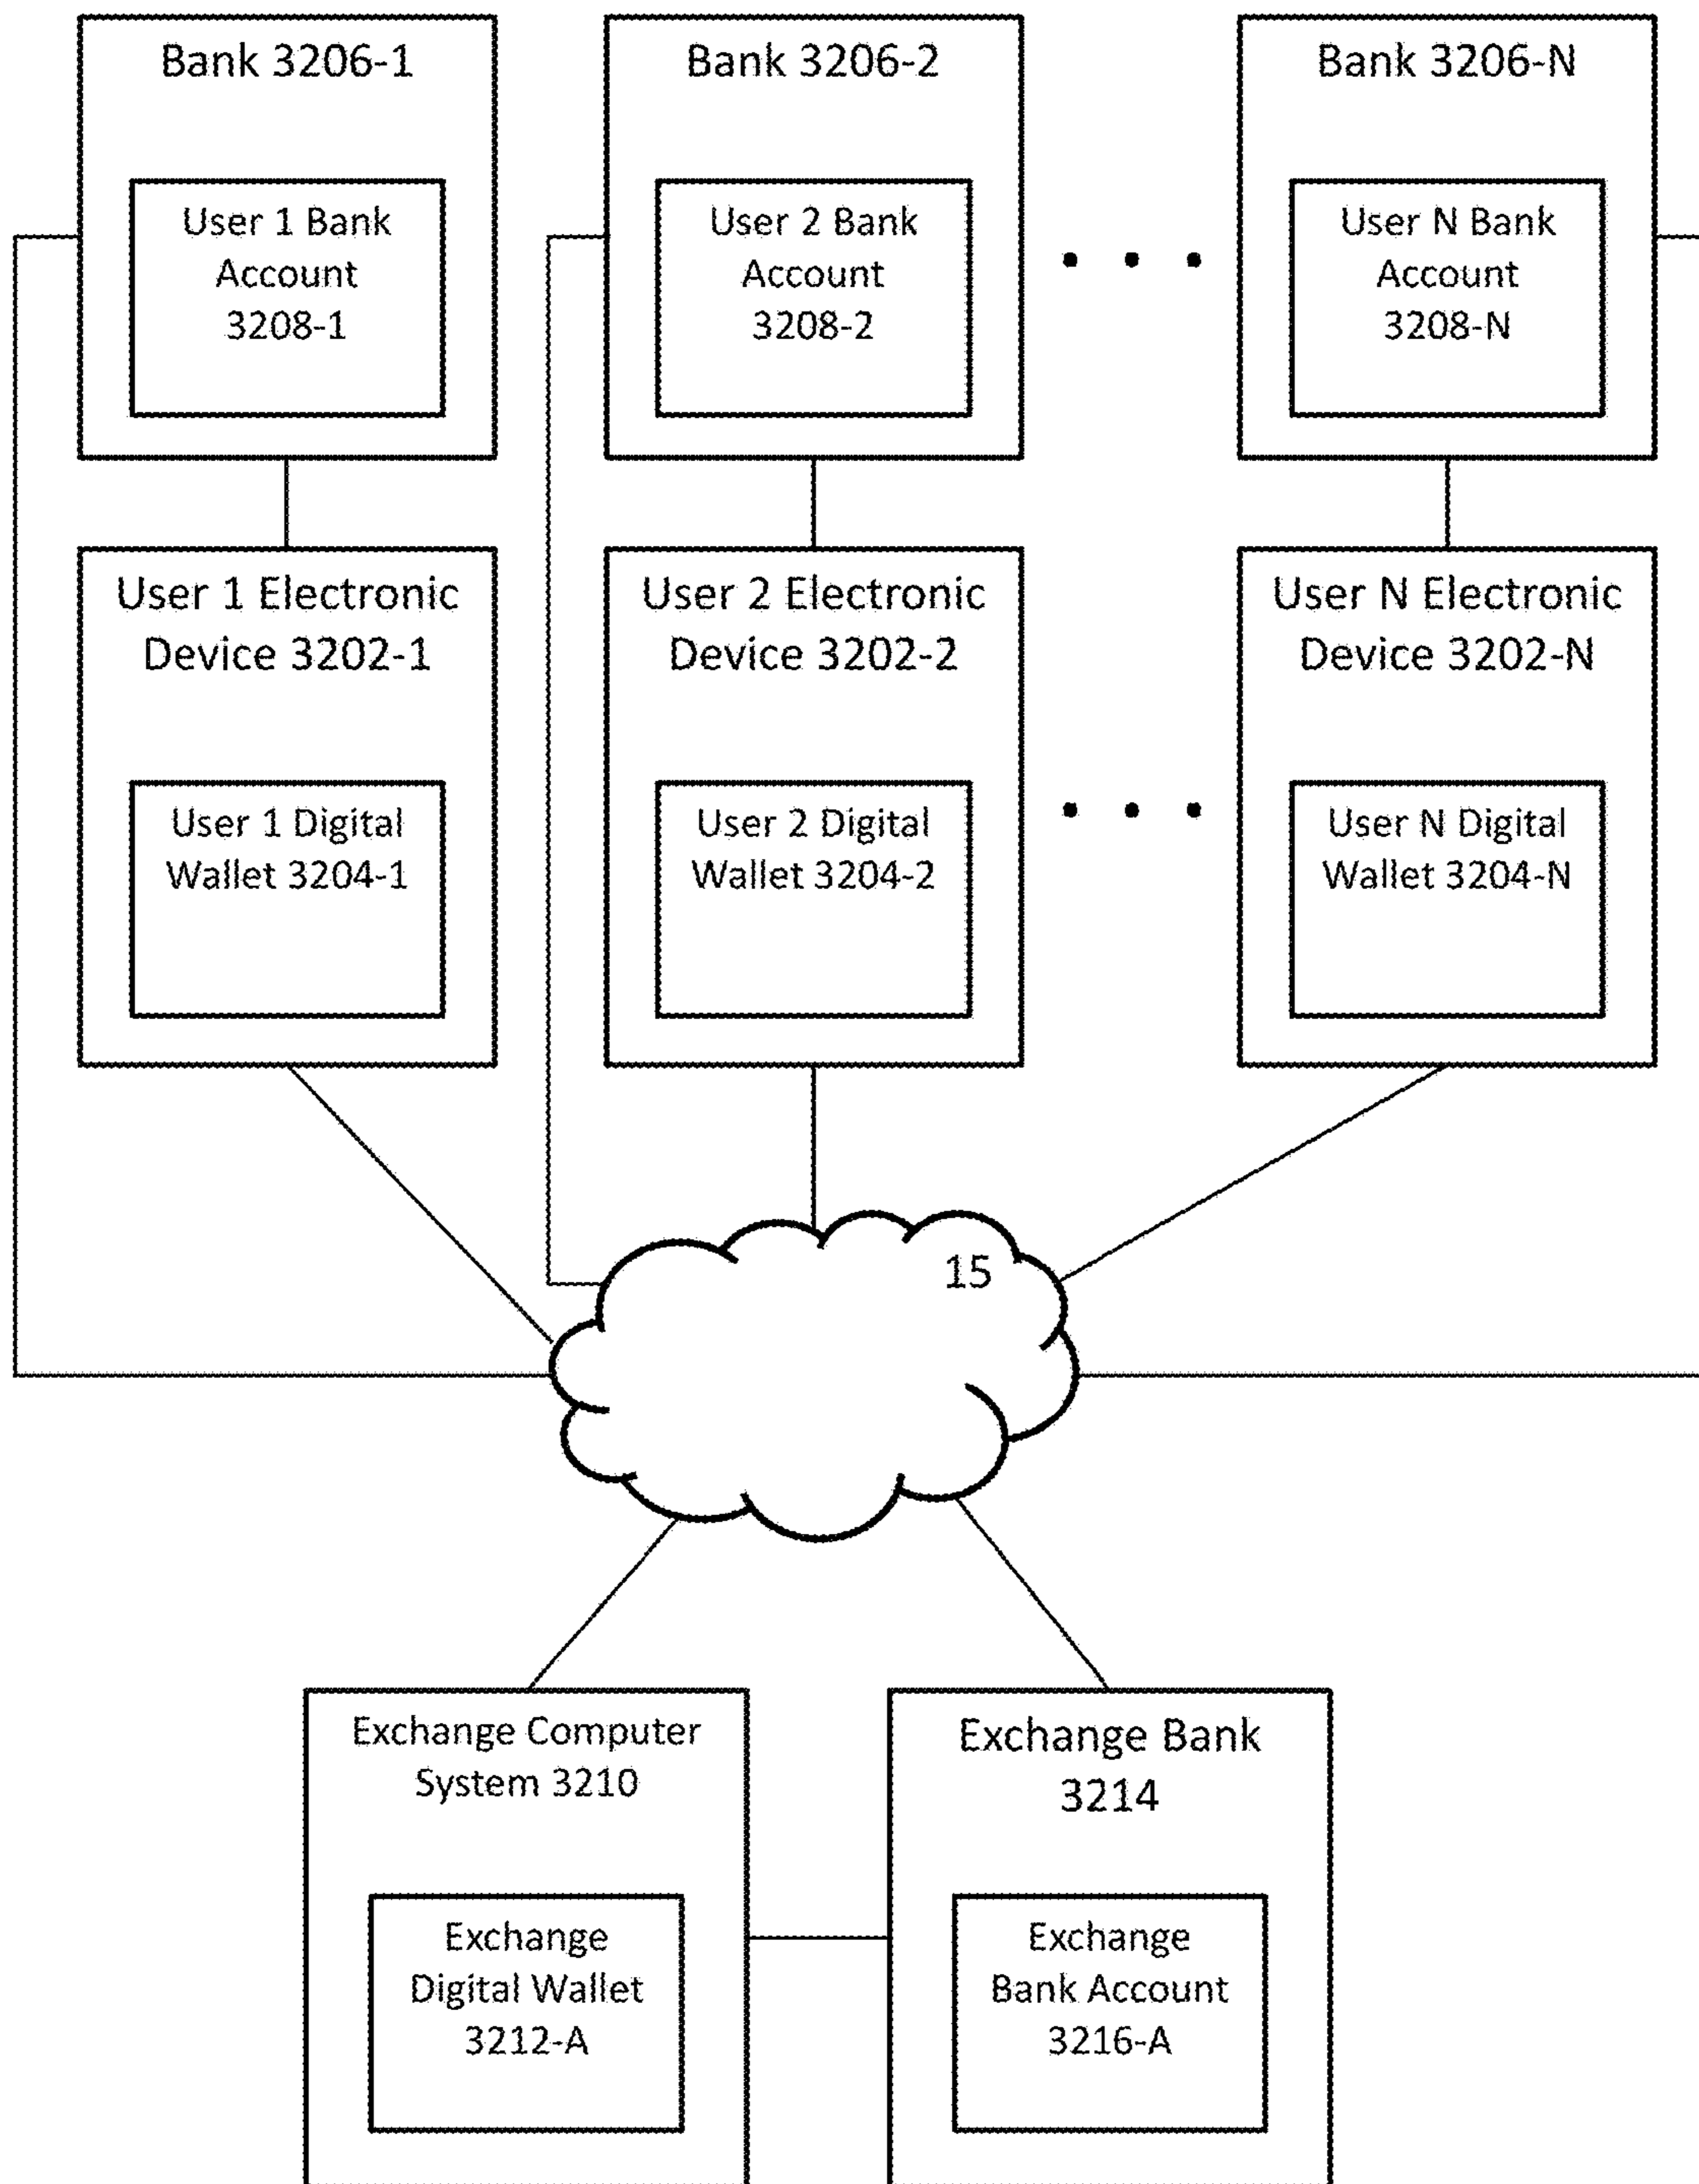 Bank 3206-1
User 1 Bank
Account
3208-1
Bank 3206-2
User 2 Bank
Account
3208-2
Bank 3206-N
User N Bank
Account
3208-N
User 1 Electronic
Device 3202-1
User 1 Digital
Wallet 3204-1
User 2 Electronic
Device 3202-2
User 2 Digital
Wallet 3204-2
User N Electronic
Device 3202-N
User N Digital
Wallet 3204-N
15
Exchange Computer
System 3210
Exchange
Digital Wallet
3212-A
Exchange Bank
3214
Exchange
Bank Account
3216-A